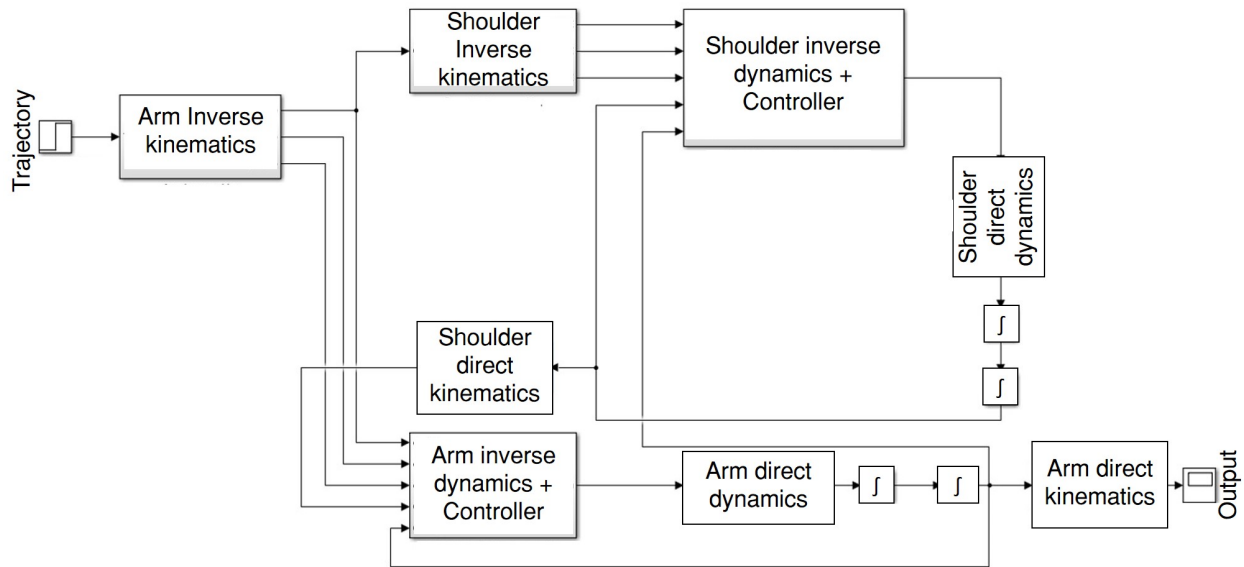 Shoulder
Inverse
kinematics
Shoulder inverse
dynamics +
Controller
Trajectory
Arm Inverse
kinematics
Shoulder
direct
dynamics
∫
∫
Shoulder
direct
kinematics
Arm inverse
dynamics +
Controller
Arm direct
dynamics
∫
∫
Arm direct
kinematics
Output